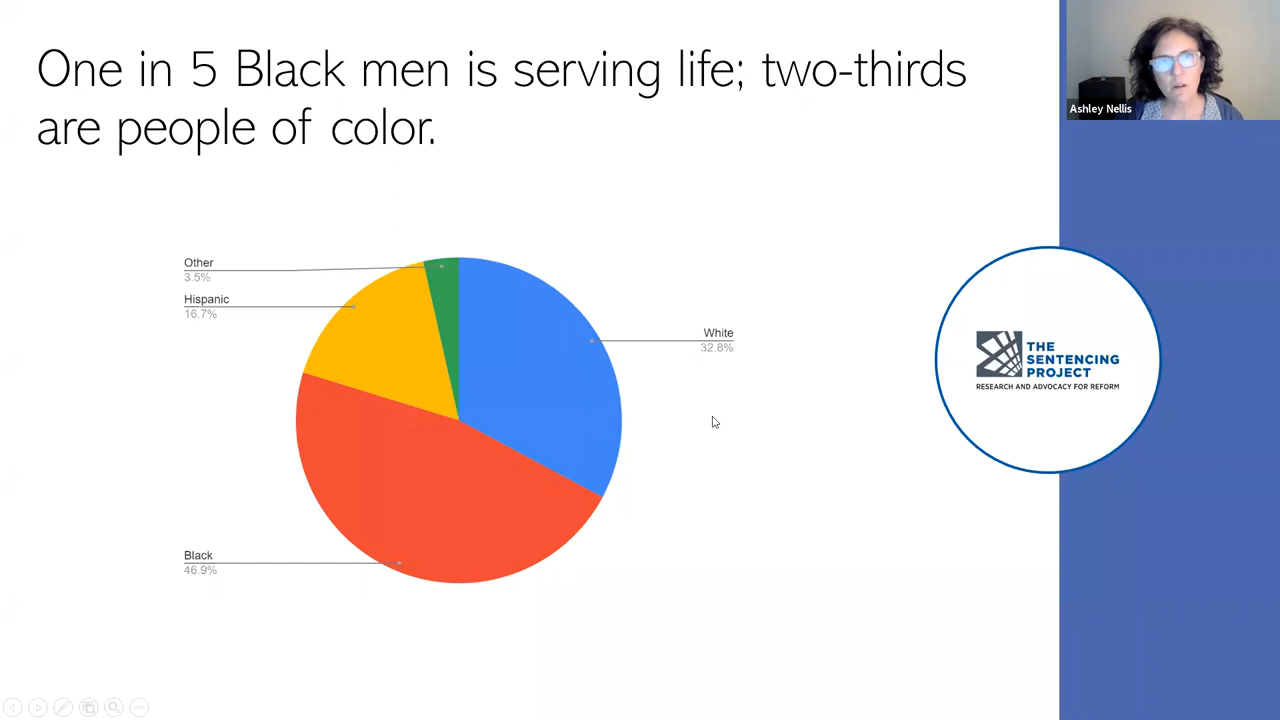 One in 5 Black men is serving life; two-thirds
are people of color.
Ashley Nellis
Other
3.5%
Hispanic
16.7%
White
32.8%
Black
46.9%
THE
SENTENCING
PROJECT
RESEARCH AND ADVOCACY FOR REFORM